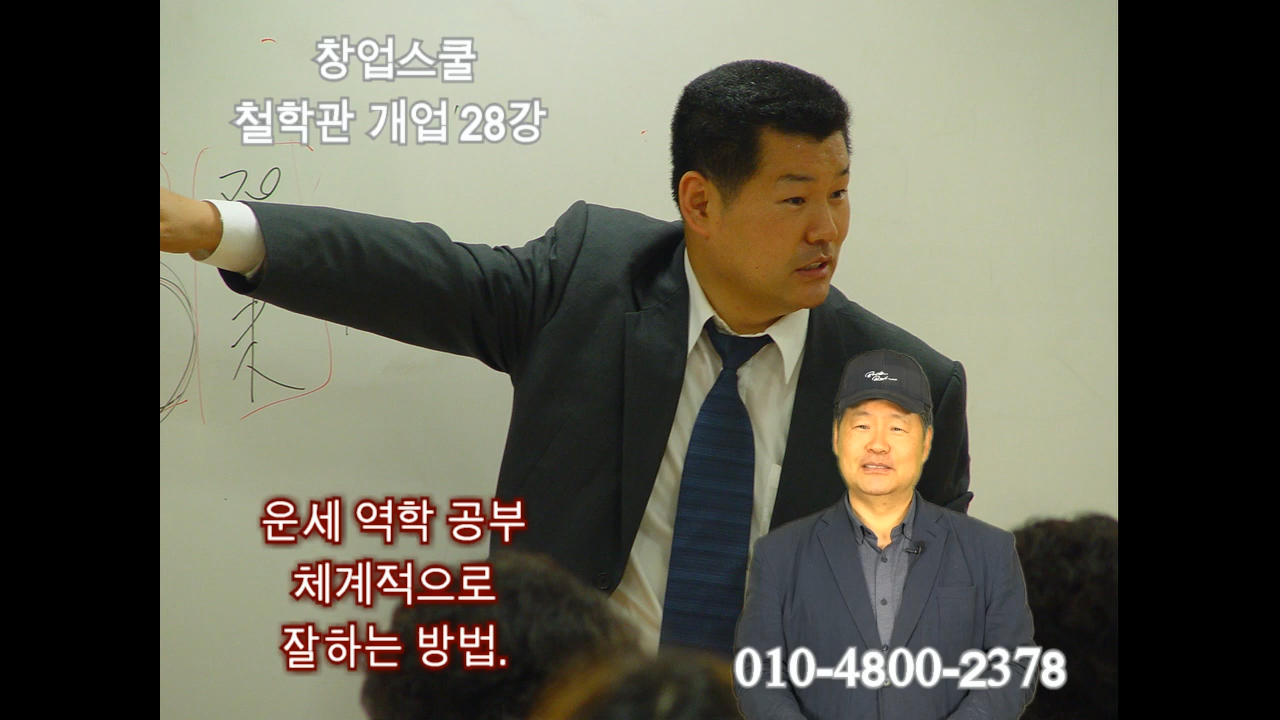 창업스쿨
철학관 개업 28강
운세 역학 공부
체계적으로
잘하는 방법.
010-4800-2378